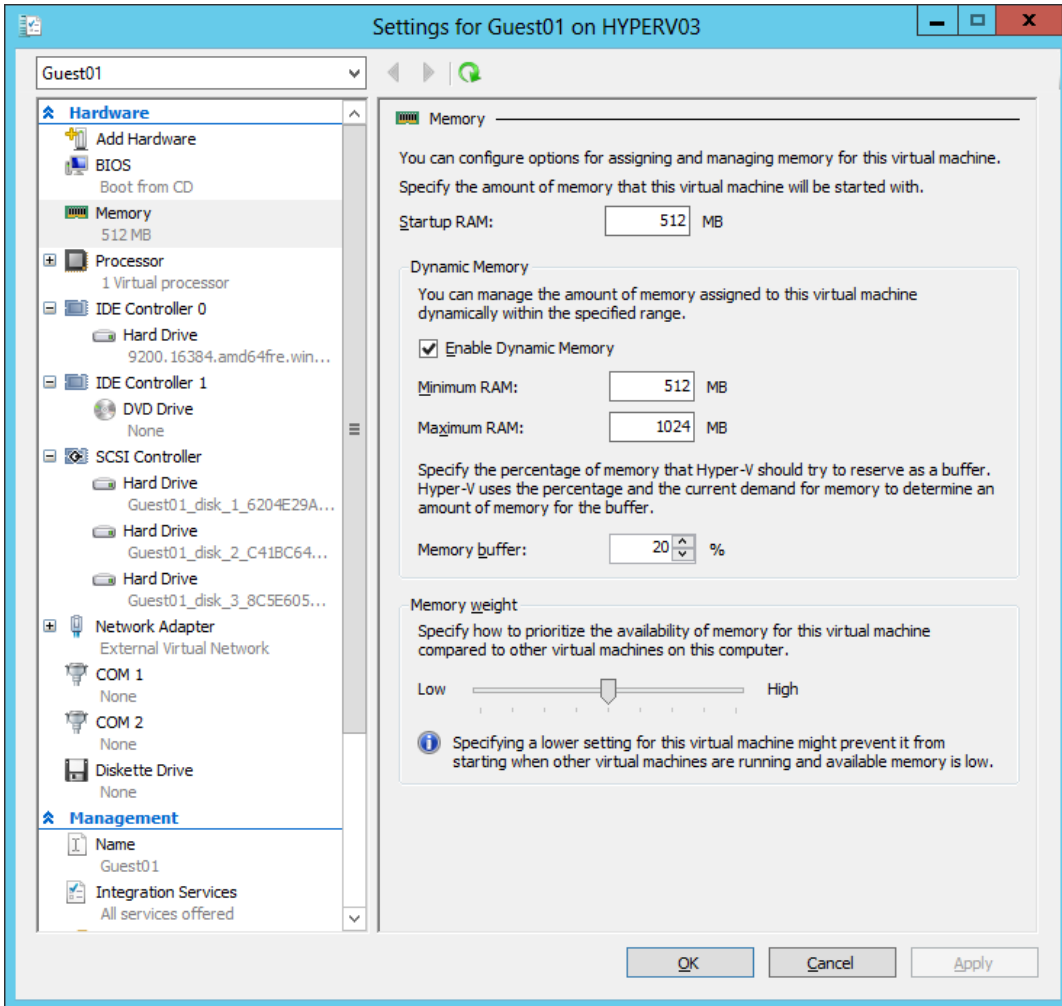 Settings for Guest01 on HYPERV03
Guest01
Hardware
Add Hardware
BIOS
Boot from CD
Memory
512 MB
Processor
1 Virtual processor
IDE Controller 0
Hard Drive
9200.16384.amd64fre.win...
IDE Controller 1
DVD Drive
None
SCSI Controller
Hard Drive
Guest01_disk_1_6204E29A...
Hard Drive
Guest01_disk_2_C41BC64...
Hard Drive
Guest01_disk_3_8C5E605...
Network Adapter
External Virtual Network
COM 1
None
COM 2
None
Diskette Drive
None
Management
Name
Guest01
Integration Services
All services offered
Memory
You can configure options for assigning and managing memory for this virtual machine.
Specify the amount of memory that this virtual machine will be started with.
Startup RAM: 512 MB
Dynamic Memory
You can manage the amount of memory assigned to this virtual machine
dynamically within the specified range.
Enable Dynamic Memory
Minimum RAM: 512 MB
Maximum RAM: 1024 MB
Specify the percentage of memory that Hyper-V should try to reserve as a buffer.
Hyper-V uses the percentage and the current demand for memory to determine an
amount of memory for the buffer.
Memory buffer: 20 %
Memory weight
Specify how to prioritize the availability of memory for this virtual machine
compared to other virtual machines on this computer.
Low High
Specifying a lower setting for this virtual machine might prevent it from
starting when other virtual machines are running and available memory is low.
OK Cancel Apply